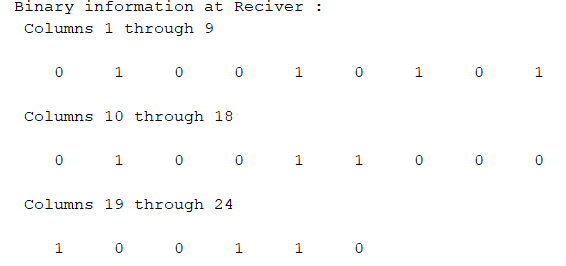 Binary information at Reciver :
Columns 1 through 9
0 1 0 0 1 0 1 0 1
Columns 10 through 18
0 1 0 0 1 1 0 0 0
Columns 19 through 24
1 0 0 1 1 0